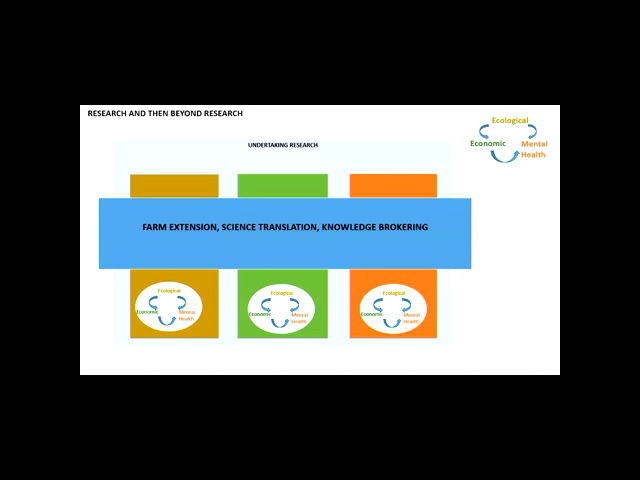 RESEARCH AND THEN BEYOND RESEARCH
Ecological
Economic
Mental
Health
UNDERTAKING RESEARCH
FARM EXTENSION, SCIENCE TRANSLATION, KNOWLEDGE BROKERING
Ecological
Economic
Mental
Health
Ecological
Economic
Mental
Health
Ecological
Economic
Mental
Health